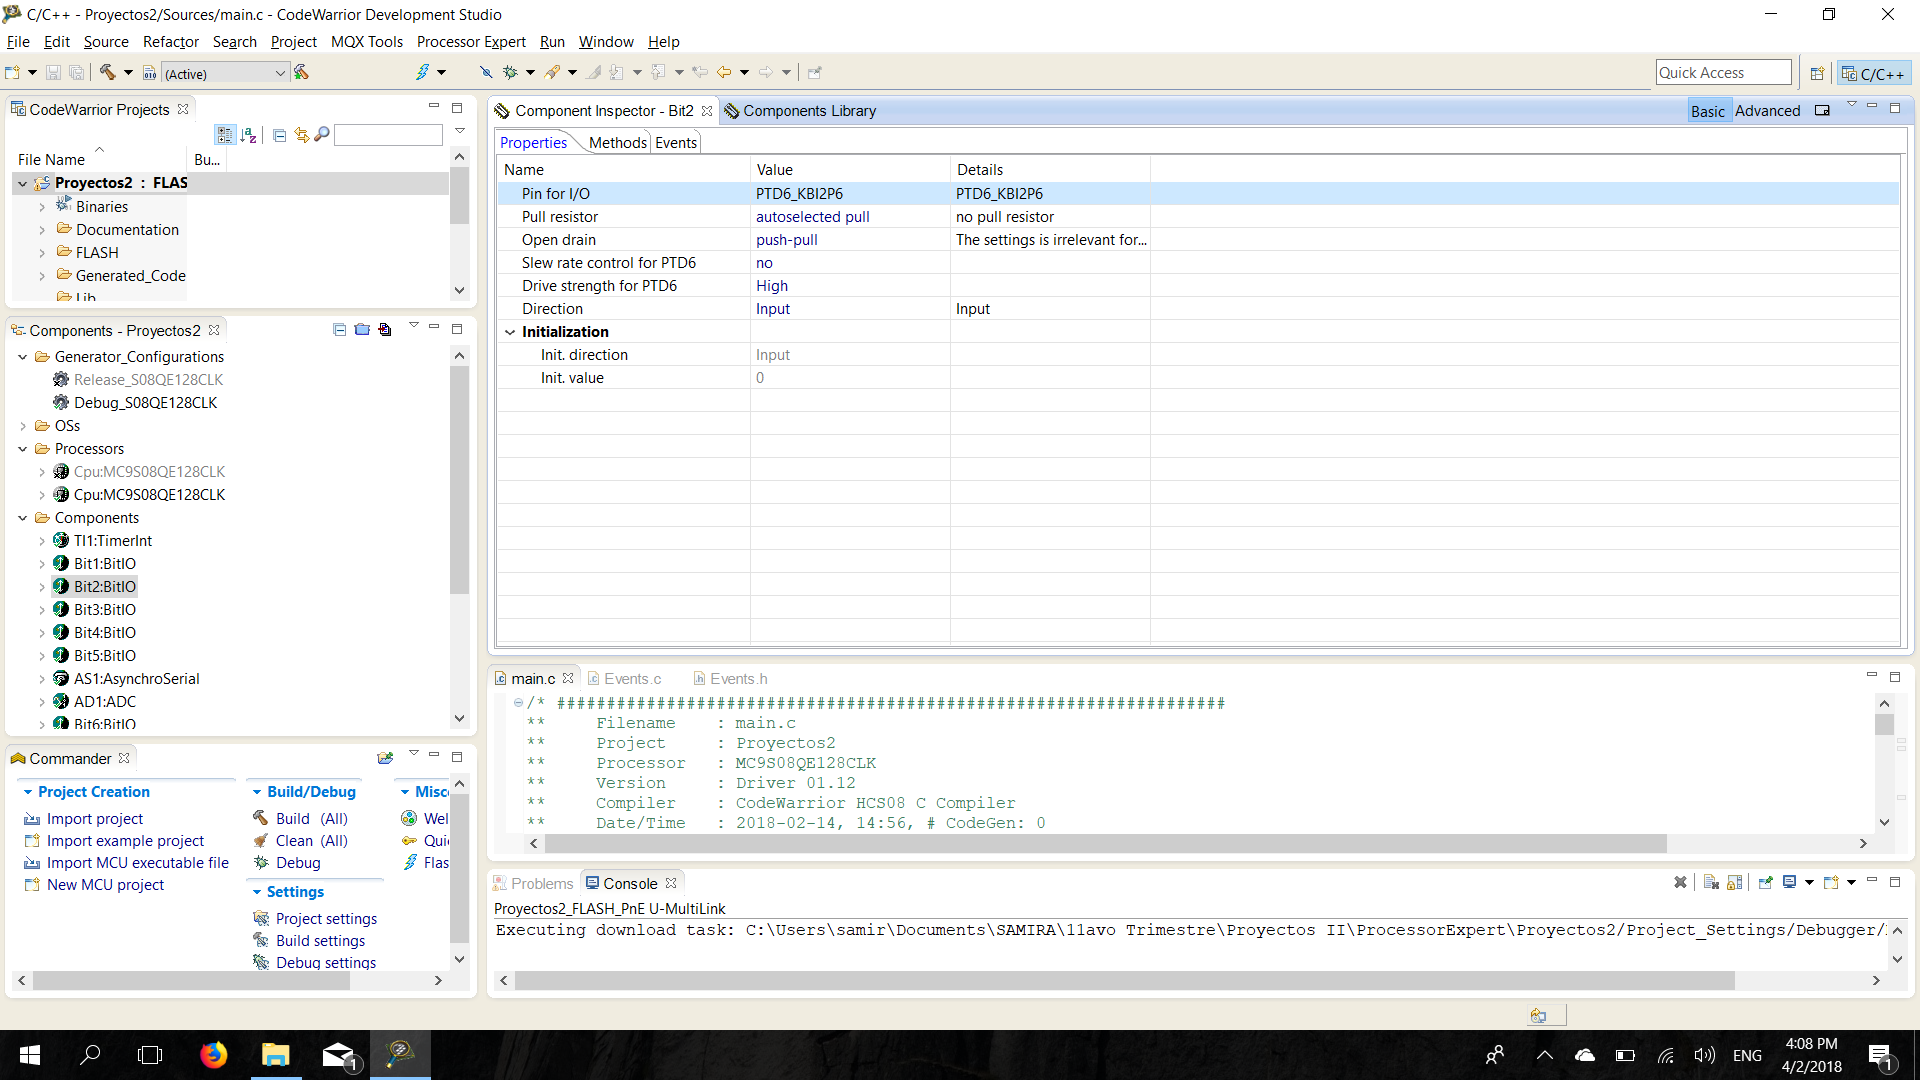 C/C++ - Proyectos2/Sources/main.c - CodeWarrior Development Studio
File Edit Source Refactor Search Project MQX Tools Processor Expert Run Window Help
(Active)
Quick Access
C/C++
CodeWarrior Projects
File Name Bu...
Proyectos2 : FLAS
Binaries
Documentation
FLASH
Generated_Code
Lib
Components - Proyectos2
Generator_Configurations
Release_S08QE128CLK
Debug_S08QE128CLK
OSs
Processors
Cpu:MC9S08QE128CLK
Cpu:MC9S08QE128CLK
Components
TI1:TimerInt
Bit1:BitIO
Bit2:BitIO
Bit3:BitIO
Bit4:BitIO
Bit5:BitIO
AS1:AsynchroSerial
AD1:ADC
Bit6:BitIO
Commander
Project Creation
Import project
Import example project
Import MCU executable file
New MCU project
Build/Debug
Build (All)
Clean (All)
Debug
Settings
Project settings
Build settings
Debug settings
Misc
Wel
Quic
Flas
Component Inspector - Bit2 Components Library Basic Advanced
Properties Methods Events
Name Value Details
Pin for I/O PTD6_KBI2P6 PTD6_KBI2P6
Pull resistor autoselected pull no pull resistor
Open drain push-pull The settings is irrelevant for...
Slew rate control for PTD6 no
Drive strength for PTD6 High
Direction Input Input
Initialization
Init. direction Input
Init. value 0
main.c Events.c Events.h
/* ###################################################################
** Filename : main.c
** Project : Proyectos2
** Processor : MC9S08QE128CLK
** Version : Driver 01.12
** Compiler : CodeWarrior HCS08 C Compiler
** Date/Time : 2018-02-14, 14:56, # CodeGen: 0
Problems Console
Proyectos2_FLASH_PnE U-MultiLink
Executing download task: C:\Users\samir\Documents\SAMIRA\11avo Trimestre\Proyectos II\ProcessorExpert\Proyectos2/Project_Settings/Debugger/
1
ENG
4:08 PM
4/2/2018
1